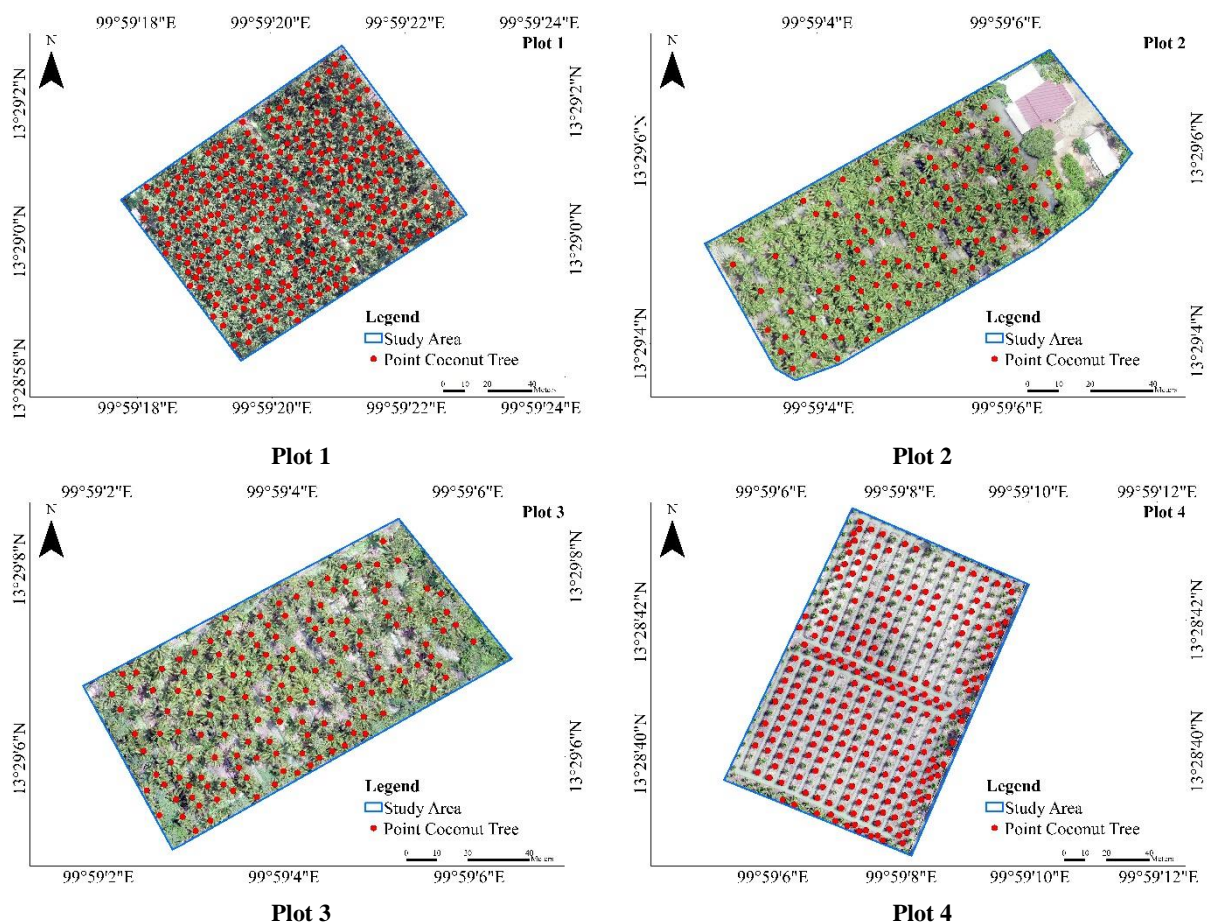 99°59'18"E 99°59'20"E 99°59'22"E 99°59'24"E
N
Plot 1
13°29'2"N
13°29'0"N
13°28'58"N
13°29'2"N
13°29'0"N
13°28'58"N
Legend
Study Area
Point Coconut Tree
0 10 20 40
Meters
99°59'18"E 99°59'20"E 99°59'22"E 99°59'24"E
Plot 1
99°59'4"E 99°59'6"E
N
Plot 2
13°29'6"N
13°29'4"N
13°29'6"N
13°29'4"N
Legend
Study Area
Point Coconut Tree
0 10 20 40
Meters
99°59'4"E 99°59'6"E
Plot 2
99°59'2"E 99°59'4"E 99°59'6"E
N
Plot 3
13°29'8"N
13°29'6"N
13°29'8"N
13°29'6"N
Legend
Study Area
Point Coconut Tree
0 10 20 40
Meters
99°59'2"E 99°59'4"E 99°59'6"E
Plot 3
99°59'6"E 99°59'8"E 99°59'10"E 99°59'12"E
N
Plot 4
13°28'42"N
13°28'40"N
13°28'42"N
13°28'40"N
Legend
Study Area
Point Coconut Tree
0 10 20 40
Meters
99°59'6"E 99°59'8"E 99°59'10"E 99°59'12"E
Plot 4